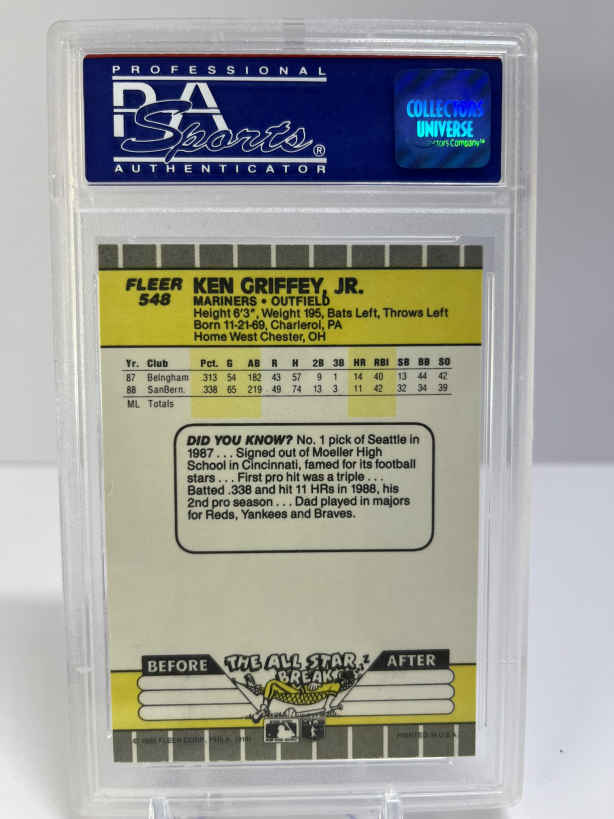 PROFESSIONAL
PSA
Sports®
AUTHENTICATOR
COLLECTORS
UNIVERSE
FLEER
548
KEN GRIFFEY, JR.
MARINERS • OUTFIELD
Height 6'3", Weight 195, Bats Left, Throws Left
Born 11-21-69, Charleroi, PA
Home West Chester, OH
Yr. Club Pct. G AB R H 2B 3B HR RBI SB BB SO
87 Belngham .313 54 182 43 57 9 1 14 40 13 44 42
88 SanBern. .338 65 219 49 74 13 3 11 42 32 34 39
ML Totals
DID YOU KNOW? No. 1 pick of Seattle in
1987 . . . Signed out of Moeller High
School in Cincinnati, famed for its football
stars . . . First pro hit was a triple . . .
Batted .338 and hit 11 HRs in 1988, his
2nd pro season . . . Dad played in majors
for Reds, Yankees and Braves.
BEFORE THE ALL STAR BREAK AFTER
FLEER CORP., PHILA.
PRINTED IN U.S.A.